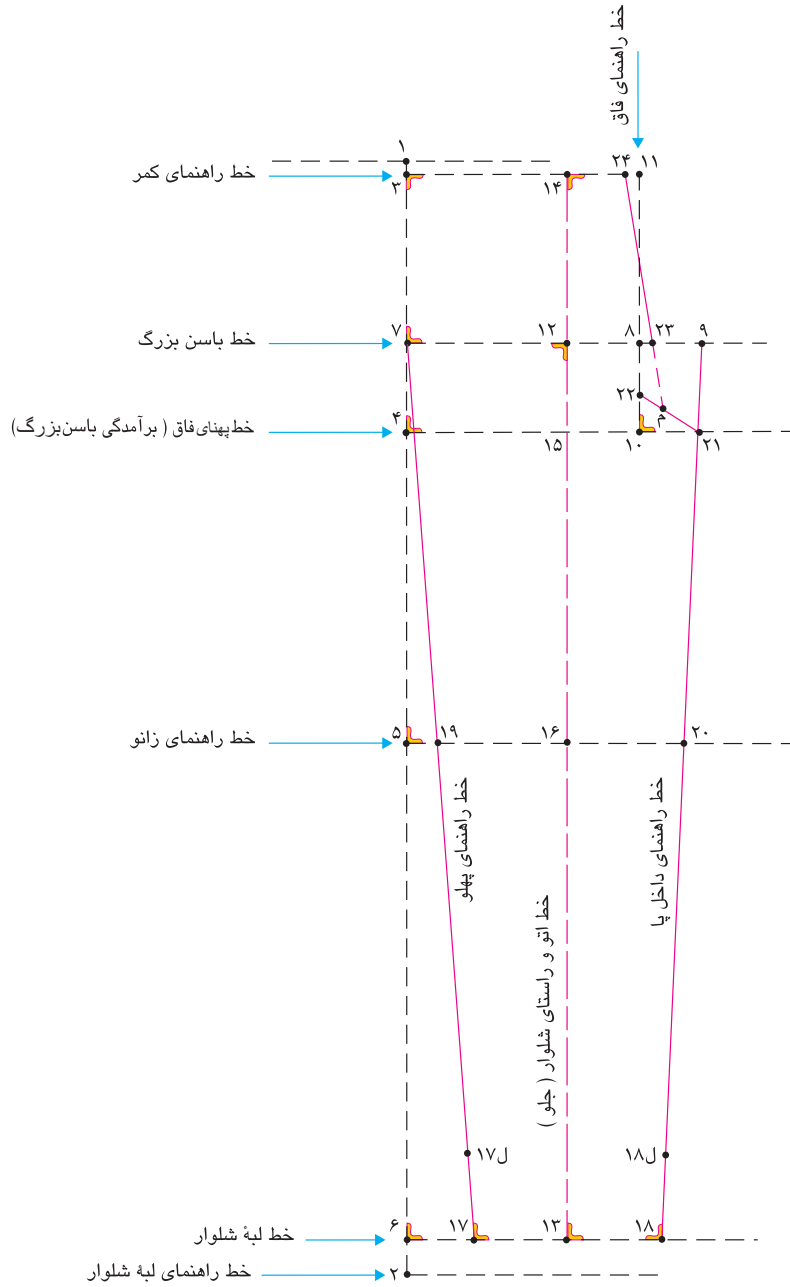 خط راهنمای فاق
۱
خط راهنمای کمر
۳
۱۴
۲۴
۱۱
خط باسن بزرگ
۷
۱۲
۸
۲۳
۹
۲۲
م
خط پهنای فاق ( برآمدگی باسن بزرگ)
۴
۱۵
۱۰
۲۱
خط راهنمای زانو
۵
۱۹
۱۶
۲۰
خط راهنمای پهلو
خط اتو و راستای شلوار ( جلو )
خط راهنمای داخل پا
ل۱۷
ل۱۸
خط لبهٔ شلوار
۶
۱۷
۱۳
۱۸
خط راهنمای لبهٔ شلوار
۲